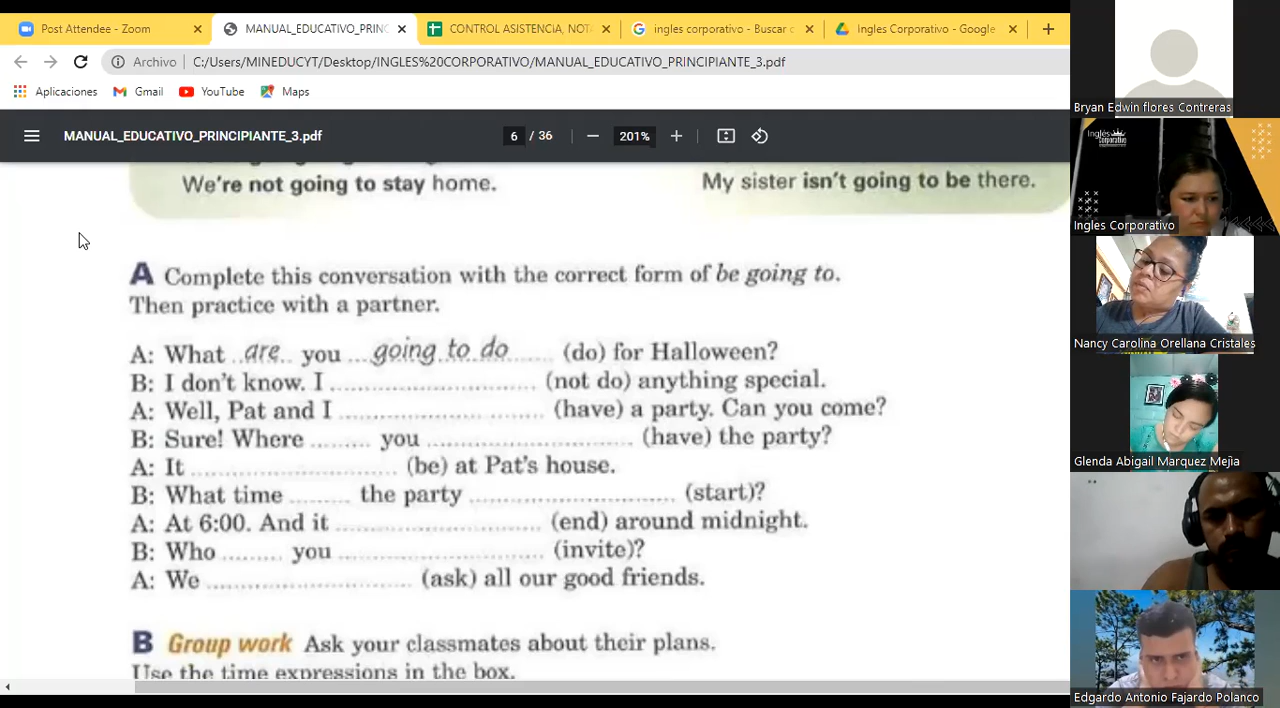 Post Attendee - Zoom
MANUAL_EDUCATIVO_PRINC
CONTROL ASISTENCIA, NOT
ingles corporativo - Buscar c
Ingles Corporativo - Google
Archivo
C:/Users/MINEDUCYT/Desktop/INGLES%20CORPORATIVO/MANUAL_EDUCATIVO_PRINCIPIANTE_3.pdf
Aplicaciones Gmail YouTube Maps
MANUAL_EDUCATIVO_PRINCIPIANTE_3.pdf
6 / 36
201%
We're not going to stay home.
My sister isn't going to be there.
A Complete this conversation with the correct form of be going to.
Then practice with a partner.
A: What ..are.. you ...going to do...... (do) for Halloween?
B: I don't know. I .................................. (not do) anything special.
A: Well, Pat and I .................................. (have) a party. Can you come?
B: Sure! Where ......... you .................................. (have) the party?
A: It .................................. (be) at Pat's house.
B: What time ......... the party .................................. (start)?
A: At 6:00. And it .................................. (end) around midnight.
B: Who ......... you .................................. (invite)?
A: We .................................. (ask) all our good friends.
B Group work Ask your classmates about their plans.
Use the time expressions in the box.
Bryan Edwin flores Contreras
Inglés
Corporativo
Ingles Corporativo
Nancy Carolina Orellana Cristales
Glenda Abigail Marquez Mejia
Edgardo Antonio Fajardo Polanco